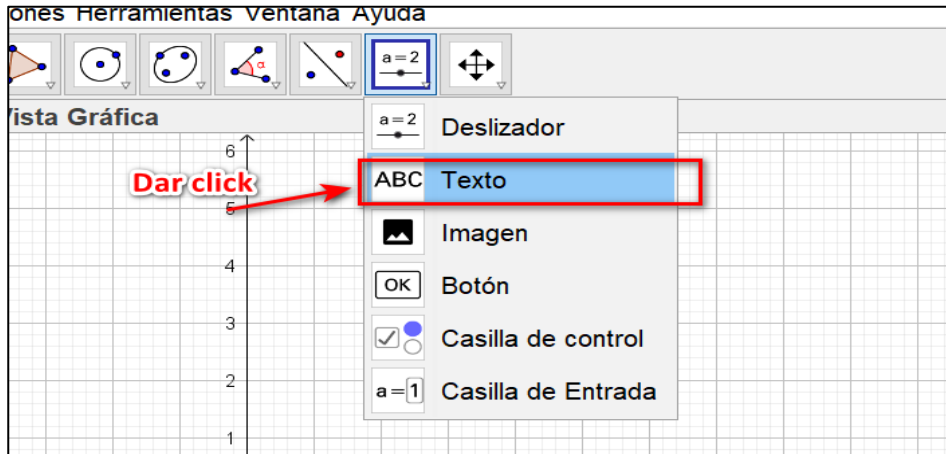 ones Herramientas Ventana Ayuda
α
a=2
Vista Gráfica
a=2 Deslizador
6
Dar click
ABC Texto
5
Imagen
4
OK Botón
3
Casilla de control
2
a=1 Casilla de Entrada
1